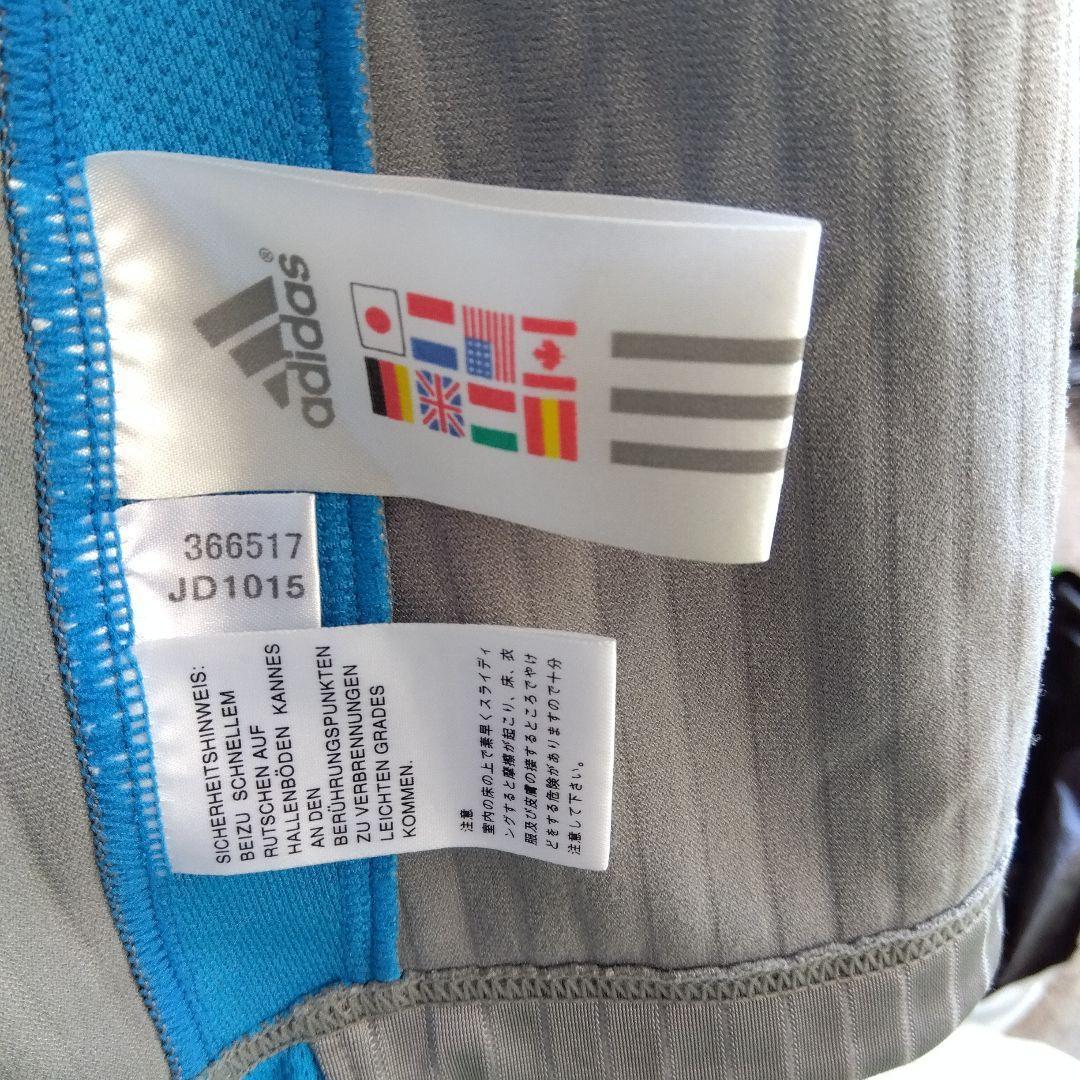 adidas®
366517
JD1015
SICHERHEITSHINWEIS:
BEIZU SCHNELLEM
RUTSCHEN AUF
HALLENBÖDEN KANNES
AN DEN
BERÜHRUNGSPUNKTEN
ZU VERBRENNUNGEN
LEICHTEN GRADES
KOMMEN.
注意
室内の床の上で素早くスライディ
ングすると摩擦が起こり、床、衣
服及び皮膚の接するところでやけ
どをする危険がありますので十分
注意して下さい。